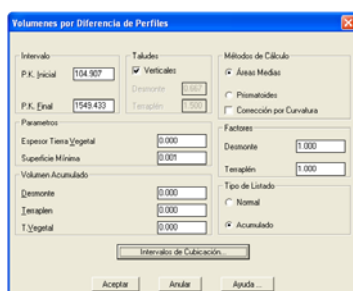 Volumenes por Diferencia de Perfiles
Intervalo
P.K. Inicial 104.907
P.K. Final 1549.433
Taludes
Verticales
Desmonte 0.667
Terraplén 1.500
Métodos de Cálculo
Áreas Medias
Prismatoides
Corrección por Curvatura
Parametros
Espesor Tierra Vegetal 0.000
Superficie Mínima 0.001
Factores
Desmonte 1.000
Terraplén 1.000
Volumen Acumulado
Desmonte 0.000
Terraplen 0.000
T.Vegetal 0.000
Tipo de Listado
Normal
Acumulado
Intervalos de Cubicación...
Aceptar Anular Ayuda ...